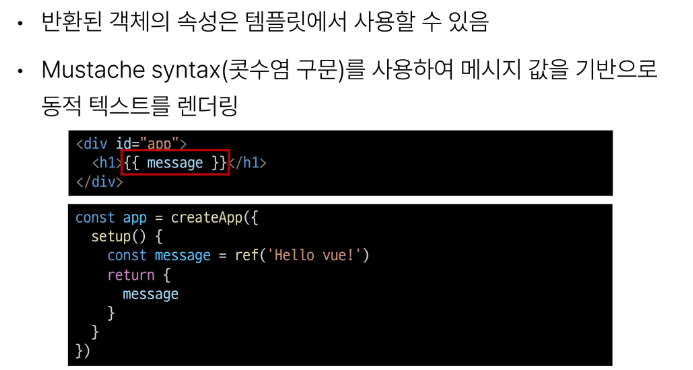 • 반환된 객체의 속성은 템플릿에서 사용할 수 있음
• Mustache syntax(콧수염 구문)를 사용하여 메시지 값을 기반으로
동적 텍스트를 렌더링
<div id="app">
  <h1>{{ message }}</h1>
</div>
const app = createApp({
  setup() {
    const message = ref('Hello vue!')
    return {
      message
    }
  }
})